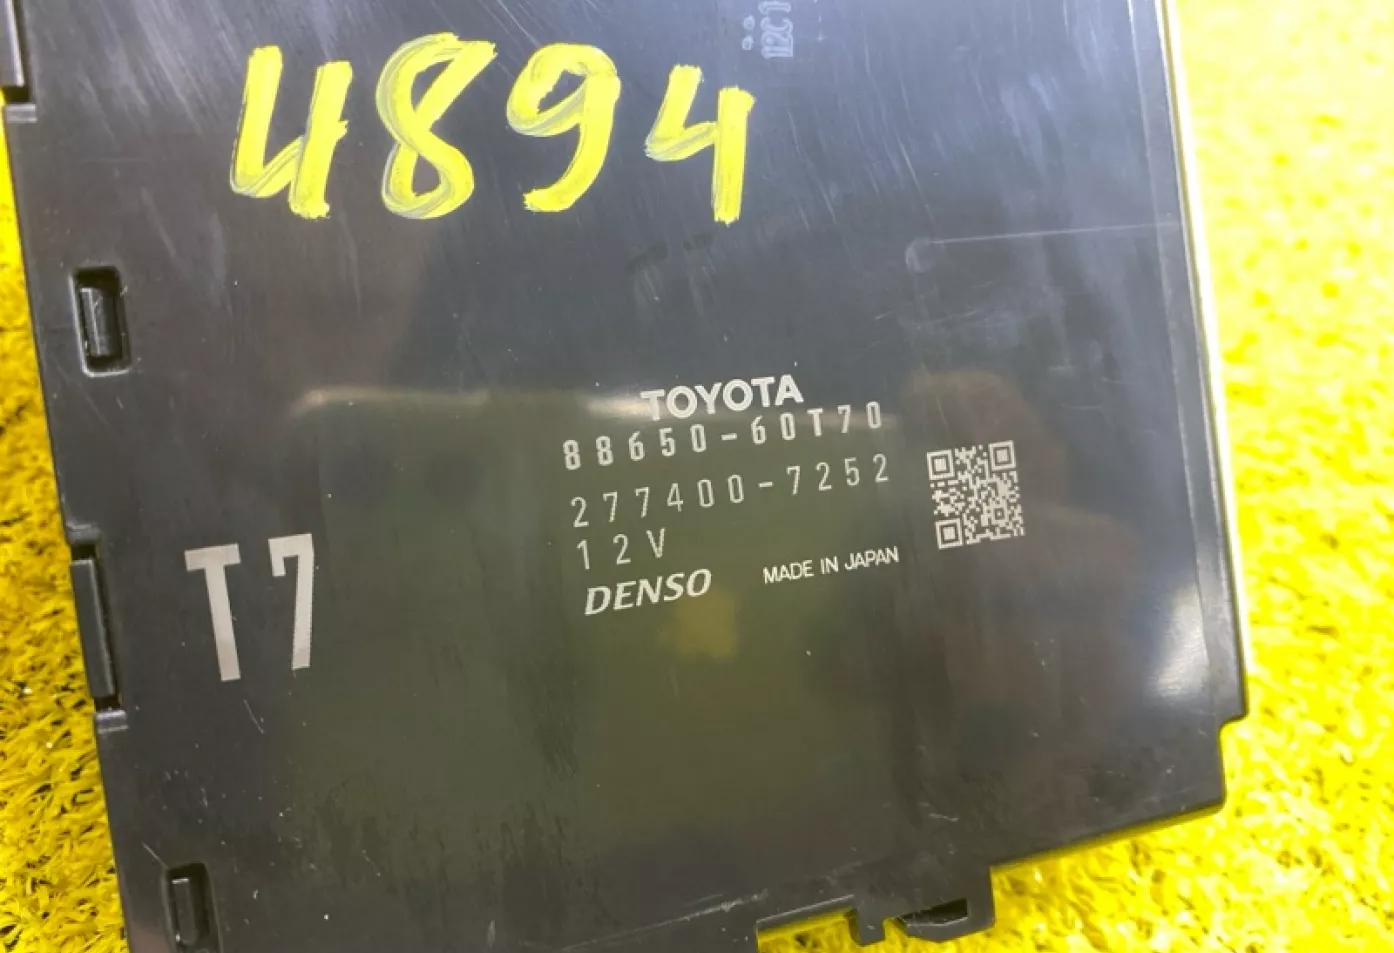 4894
TOYOTA
88650-60T70
277400-7252
12V
DENSO MADE IN JAPAN
T7